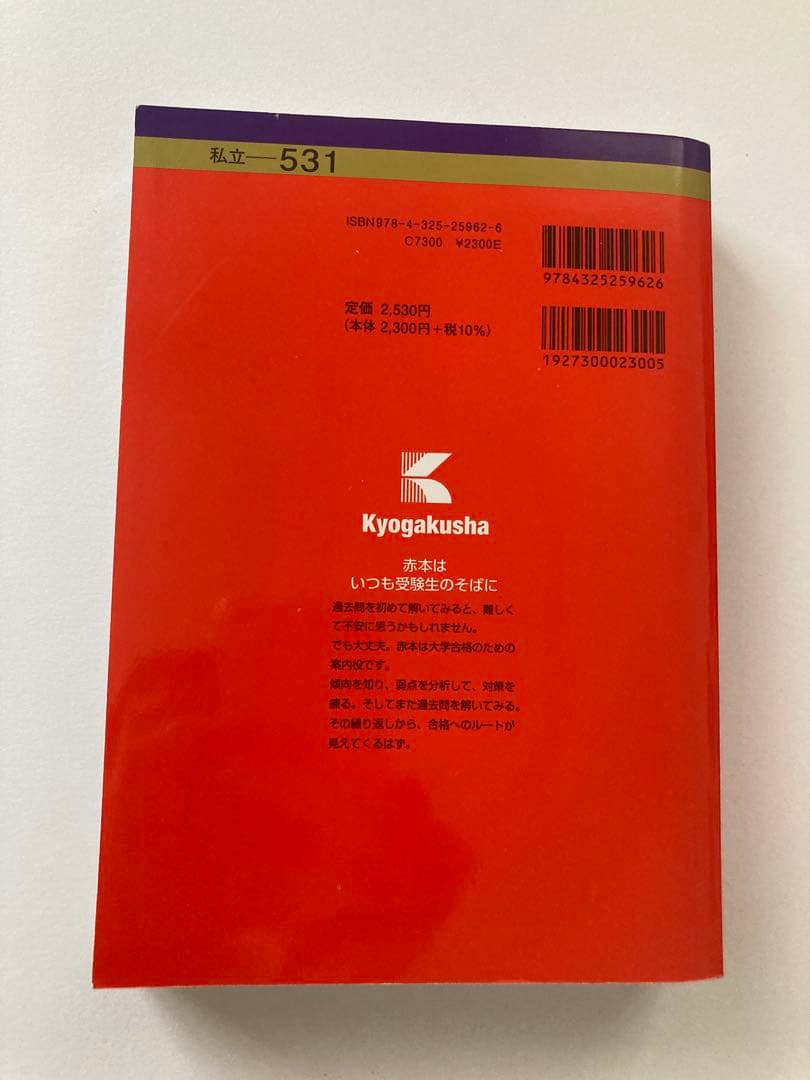 私立―531
ISBN978-4-325-25962-6
C7300 ¥2300E
9784325259626
定価 2,530円
(本体 2,300円+税10%)
1927300023005
Kyogakusha
赤本は
いつも受験生のそばに
過去問を初めて解いてみると、難しく
て不安に思うかもしれません。
でも大丈夫。赤本は大学合格のための
案内役です。
傾向を知り、弱点を分析して、対策を
練る。そしてまた過去問を解いてみる。
その繰り返しから、合格へのルートが
見えてくるはず。